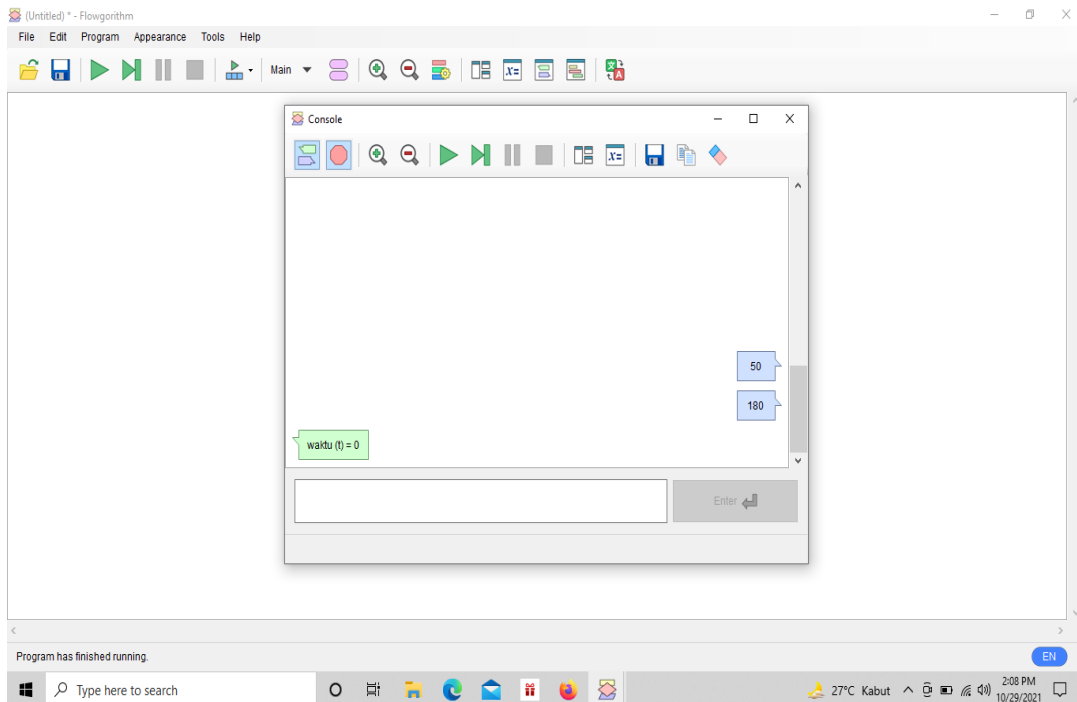 (Untitled) * - Flowgorithm
File Edit Program Appearance Tools Help
Main
X=
Console
X=
50
180
waktu (t) = 0
Enter
Program has finished running.
EN
Type here to search
27°C Kabut
2:08 PM
10/29/2021